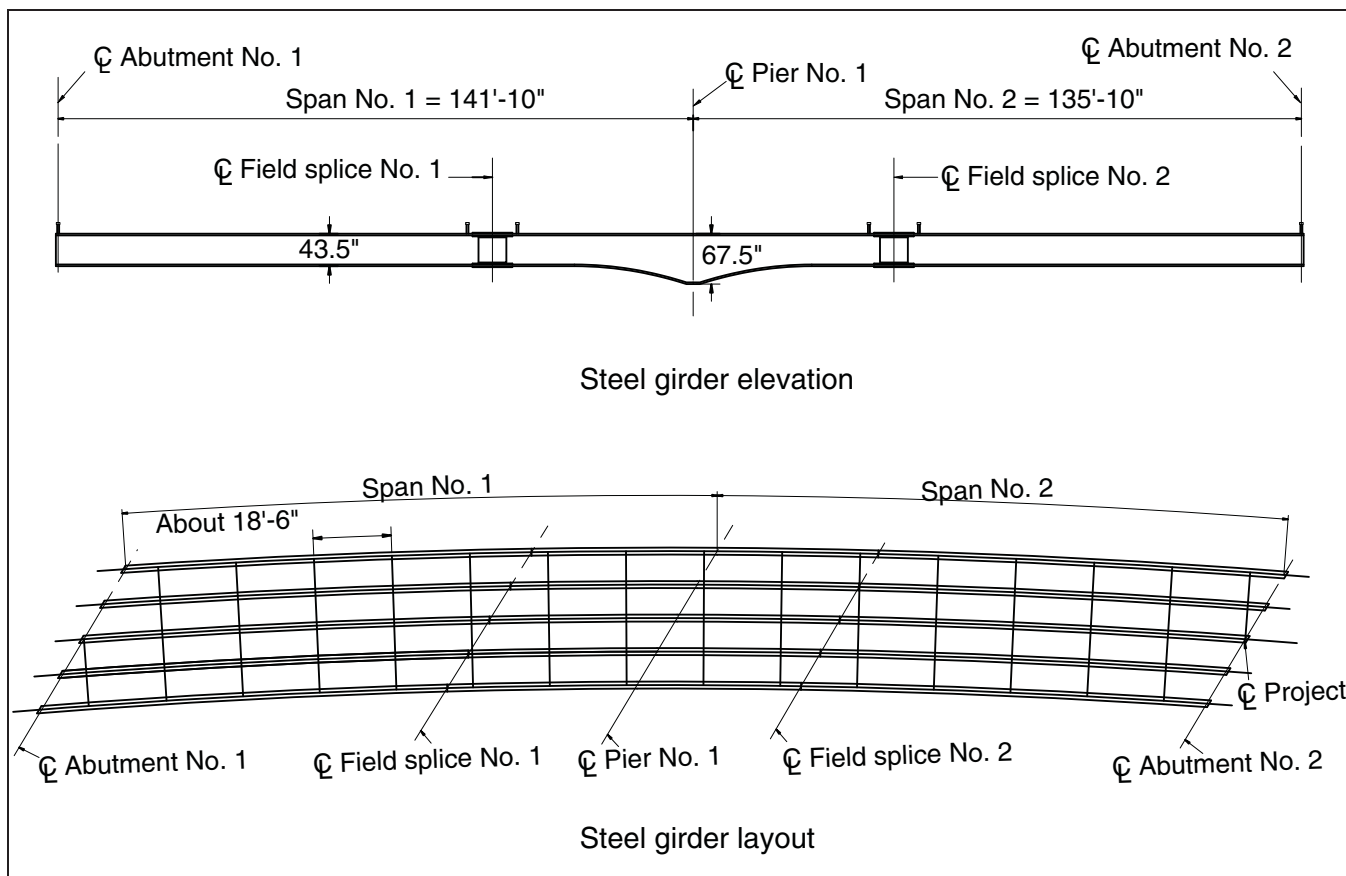 ℄ Abutment No. 1
℄ Pier No. 1
℄ Abutment No. 2
Span No. 1 = 141'-10"
Span No. 2 = 135'-10"
℄ Field splice No. 1
℄ Field splice No. 2
43.5"
67.5"
Steel girder elevation
Span No. 1
Span No. 2
About 18'-6"
℄ Project
℄ Abutment No. 1
℄ Field splice No. 1
℄ Pier No. 1
℄ Field splice No. 2
℄ Abutment No. 2
Steel girder layout